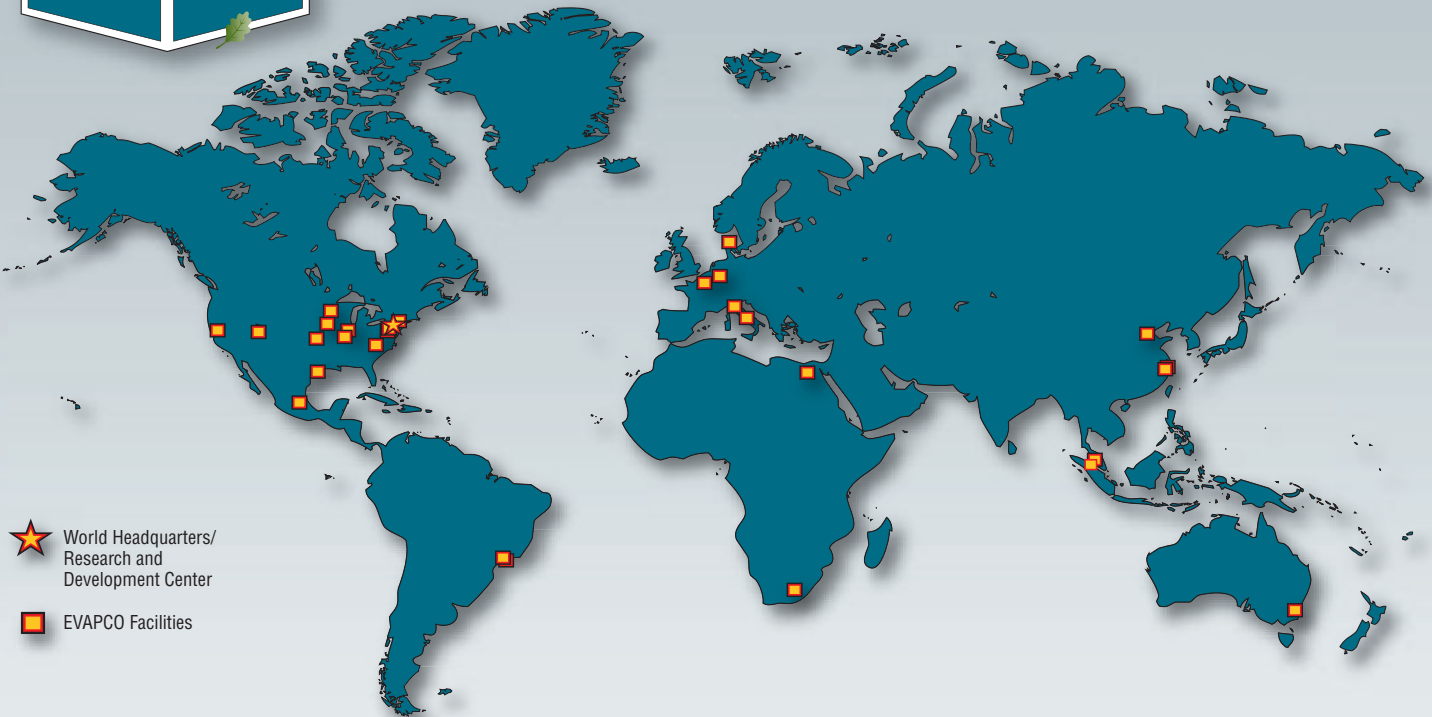 World Headquarters/
Research and
Development Center
EVAPCO Facilities